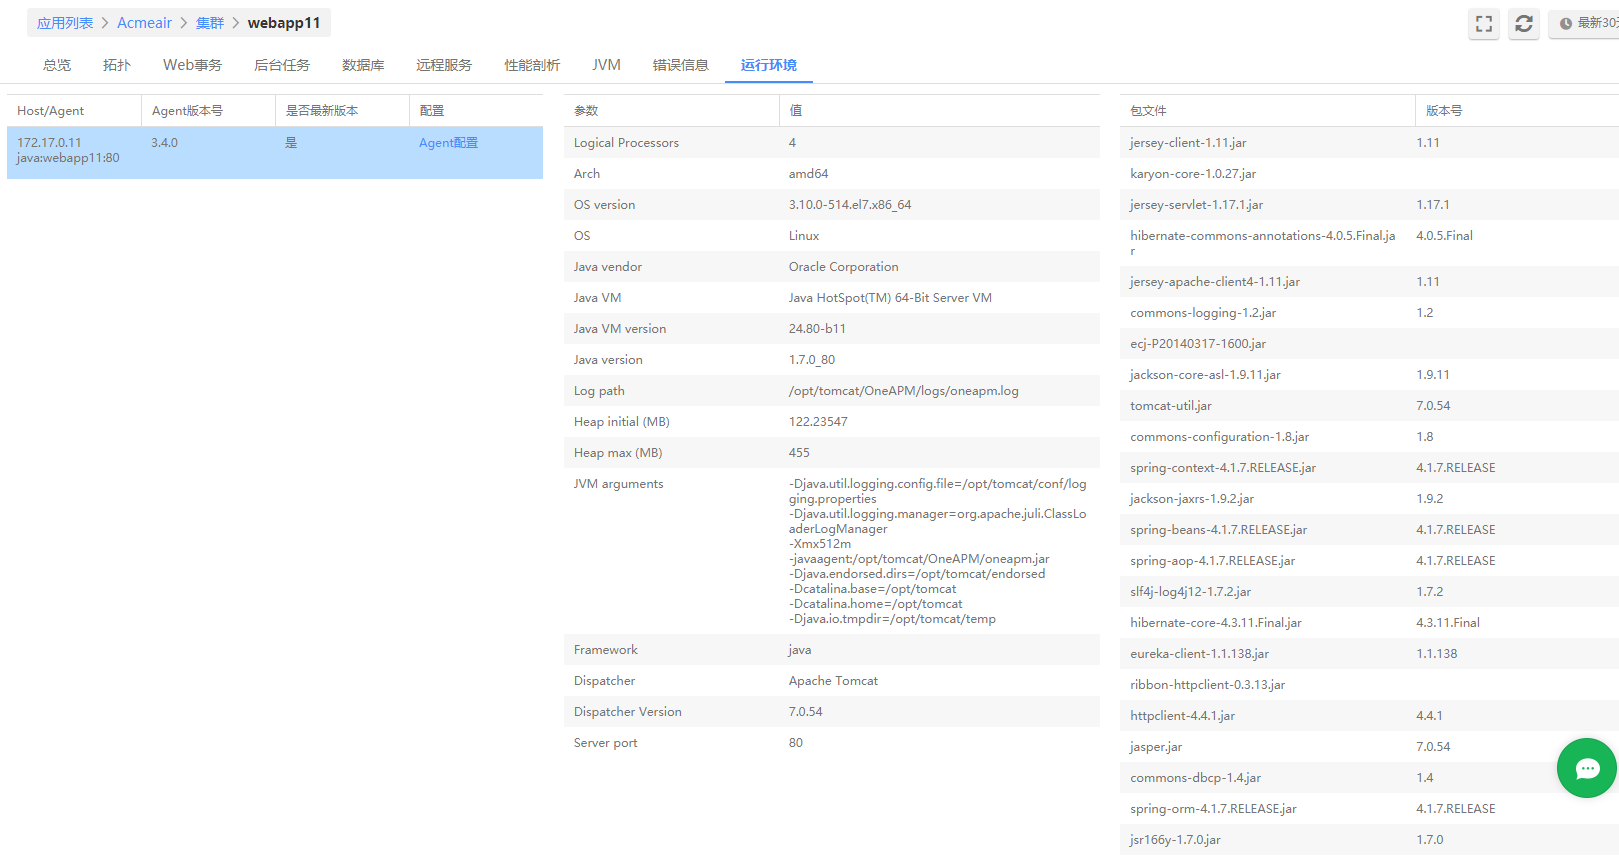 应用列表 > Acmeair > 集群 > webapp11
最新30
总览 拓扑 Web事务 后台任务 数据库 远程服务 性能剖析 JVM 错误信息 运行环境
Host/Agent Agent版本号 是否最新版本 配置
172.17.0.11 3.4.0 是 Agent配置
java:webapp11:80
参数 值
Logical Processors 4
Arch amd64
OS version 3.10.0-514.el7.x86_64
OS Linux
Java vendor Oracle Corporation
Java VM Java HotSpot(TM) 64-Bit Server VM
Java VM version 24.80-b11
Java version 1.7.0_80
Log path /opt/tomcat/OneAPM/logs/oneapm.log
Heap initial (MB) 122.23547
Heap max (MB) 455
JVM arguments -Djava.util.logging.config.file=/opt/tomcat/conf/log
ging.properties
-Djava.util.logging.manager=org.apache.juli.ClassLo
aderLogManager
-Xmx512m
-javaagent:/opt/tomcat/OneAPM/oneapm.jar
-Djava.endorsed.dirs=/opt/tomcat/endorsed
-Dcatalina.base=/opt/tomcat
-Dcatalina.home=/opt/tomcat
-Djava.io.tmpdir=/opt/tomcat/temp
Framework java
Dispatcher Apache Tomcat
Dispatcher Version 7.0.54
Server port 80
包文件 版本号
jersey-client-1.11.jar 1.11
karyon-core-1.0.27.jar
jersey-servlet-1.17.1.jar 1.17.1
hibernate-commons-annotations-4.0.5.Final.ja 4.0.5.Final
r
jersey-apache-client4-1.11.jar 1.11
commons-logging-1.2.jar 1.2
ecj-P20140317-1600.jar
jackson-core-asl-1.9.11.jar 1.9.11
tomcat-util.jar 7.0.54
commons-configuration-1.8.jar 1.8
spring-context-4.1.7.RELEASE.jar 4.1.7.RELEASE
jackson-jaxrs-1.9.2.jar 1.9.2
spring-beans-4.1.7.RELEASE.jar 4.1.7.RELEASE
spring-aop-4.1.7.RELEASE.jar 4.1.7.RELEASE
slf4j-log4j12-1.7.2.jar 1.7.2
hibernate-core-4.3.11.Final.jar 4.3.11.Final
eureka-client-1.1.138.jar 1.1.138
ribbon-httpclient-0.3.13.jar
httpclient-4.4.1.jar 4.4.1
jasper.jar 7.0.54
commons-dbcp-1.4.jar 1.4
spring-orm-4.1.7.RELEASE.jar 4.1.7.RELEASE
jsr166y-1.7.0.jar 1.7.0